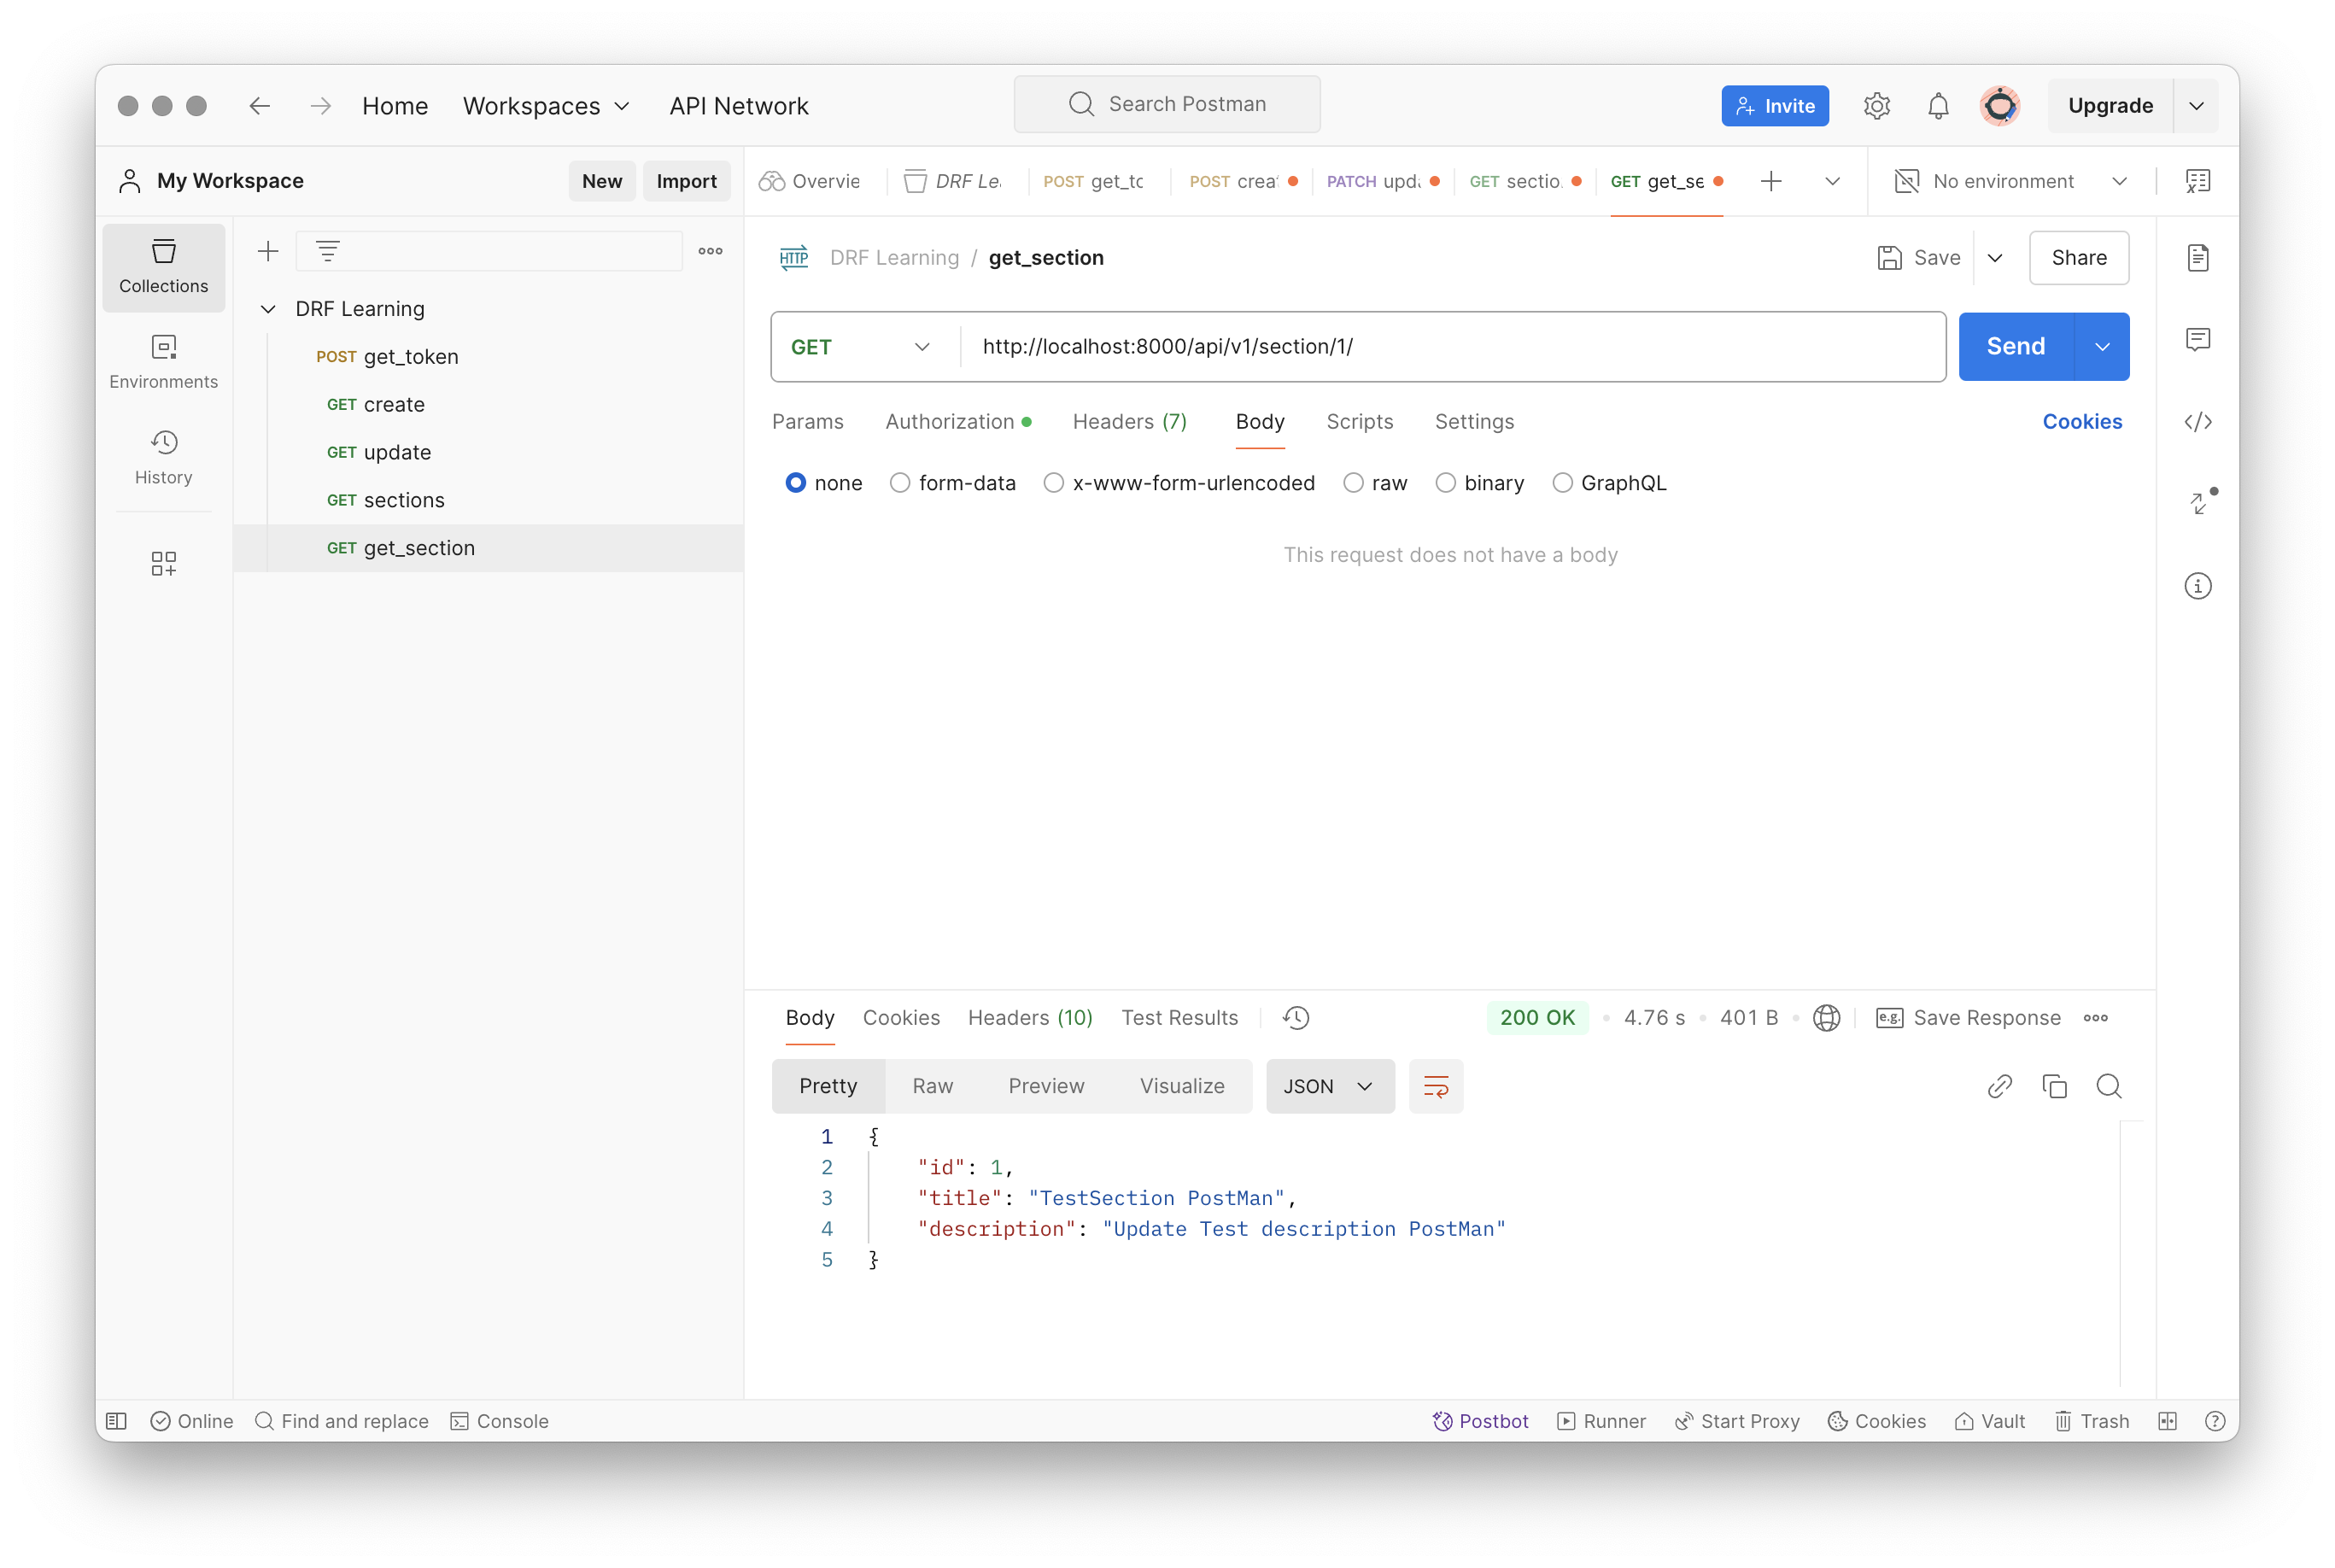 Home Workspaces API Network Search Postman Invite Upgrade
My Workspace New Import Overvie DRF Le. POST get_tc POST crea PATCH upd GET sectio. GET get_se No environment
Collections
Environments
History
DRF Learning
POST get_token
GET create
GET update
GET sections
GET get_section
HTTP DRF Learning / get_section Save Share
GET http://localhost:8000/api/v1/section/1/ Send
Params Authorization Headers (7) Body Scripts Settings Cookies
none form-data x-www-form-urlencoded raw binary GraphQL
This request does not have a body
Body Cookies Headers (10) Test Results 200 OK 4.76 s 401 B e.g. Save Response
Pretty Raw Preview Visualize JSON
1 {
2 "id": 1,
3 "title": "TestSection PostMan",
4 "description": "Update Test description PostMan"
5 }
Online Find and replace Console Postbot Runner Start Proxy Cookies Vault Trash